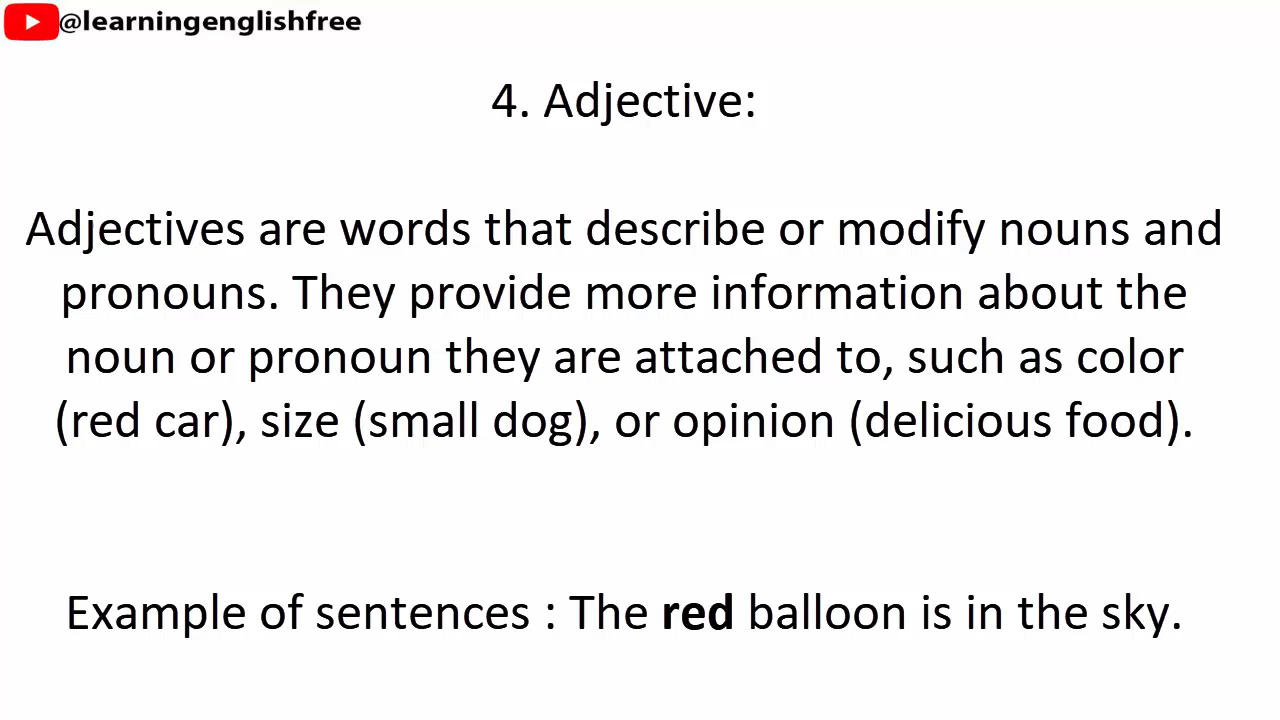 @learningenglishfree
4. Adjective:
Adjectives are words that describe or modify nouns and
pronouns. They provide more information about the
noun or pronoun they are attached to, such as color
(red car), size (small dog), or opinion (delicious food).
Example of sentences : The red balloon is in the sky.